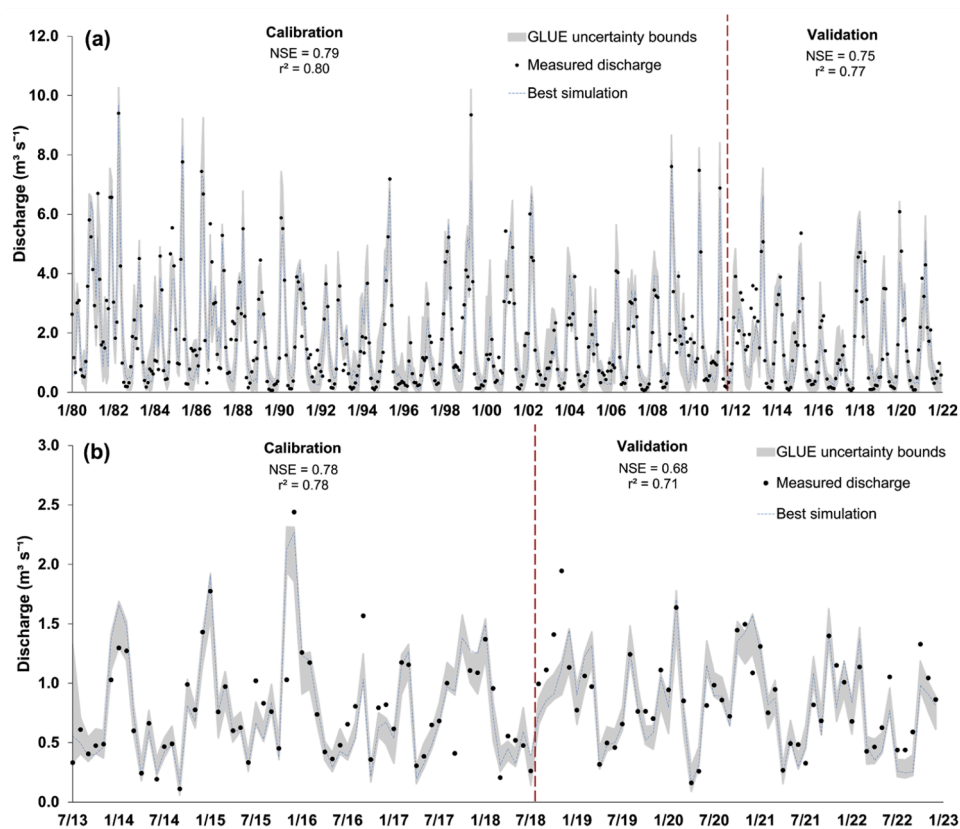 12.0
(a)
Calibration
NSE = 0.79
r² = 0.80
GLUE uncertainty bounds
Measured discharge
Best simulation
Validation
NSE = 0.75
r² = 0.77
10.0
8.0
6.0
4.0
2.0
0.0
Discharge (m³ s⁻¹)
1/80 1/82 1/84 1/86 1/88 1/90 1/92 1/94 1/96 1/98 1/00 1/02 1/04 1/06 1/08 1/10 1/12 1/14 1/16 1/18 1/20 1/22
3.0
(b)
Calibration
NSE = 0.78
r² = 0.78
Validation
NSE = 0.68
r² = 0.71
GLUE uncertainty bounds
Measured discharge
Best simulation
2.5
2.0
1.5
1.0
0.5
0.0
Discharge (m³ s⁻¹)
7/13 1/14 7/14 1/15 7/15 1/16 7/16 1/17 7/17 1/18 7/18 1/19 7/19 1/20 7/20 1/21 7/21 1/22 7/22 1/23